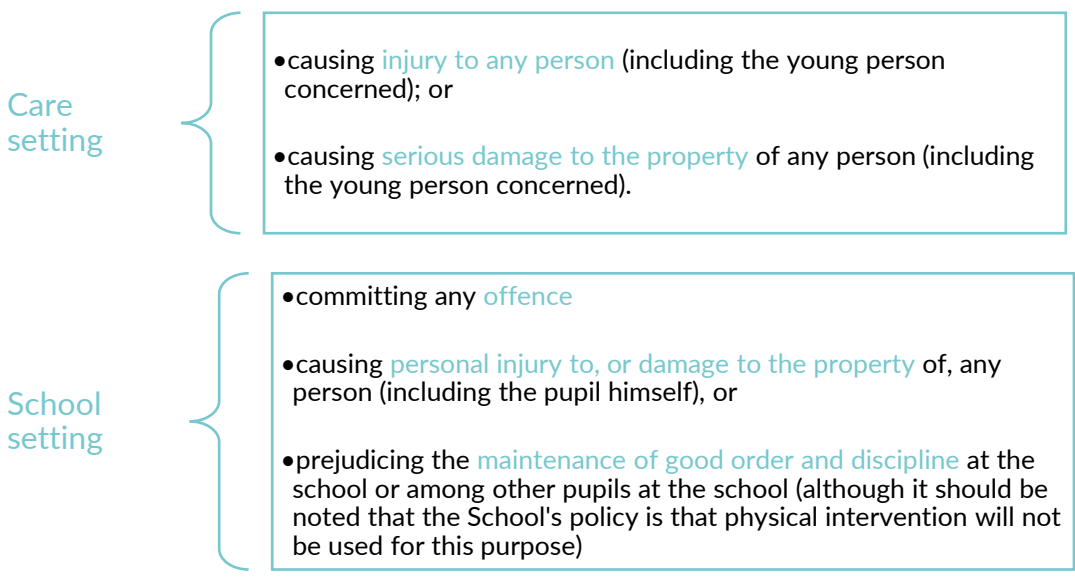 Care
setting
•causing injury to any person (including the young person
concerned); or
•causing serious damage to the property of any person (including
the young person concerned).
School
setting
•committing any offence
•causing personal injury to, or damage to the property of, any
person (including the pupil himself), or
•prejudicing the maintenance of good order and discipline at the
school or among other pupils at the school (although it should be
noted that the School's policy is that physical intervention will not
be used for this purpose)